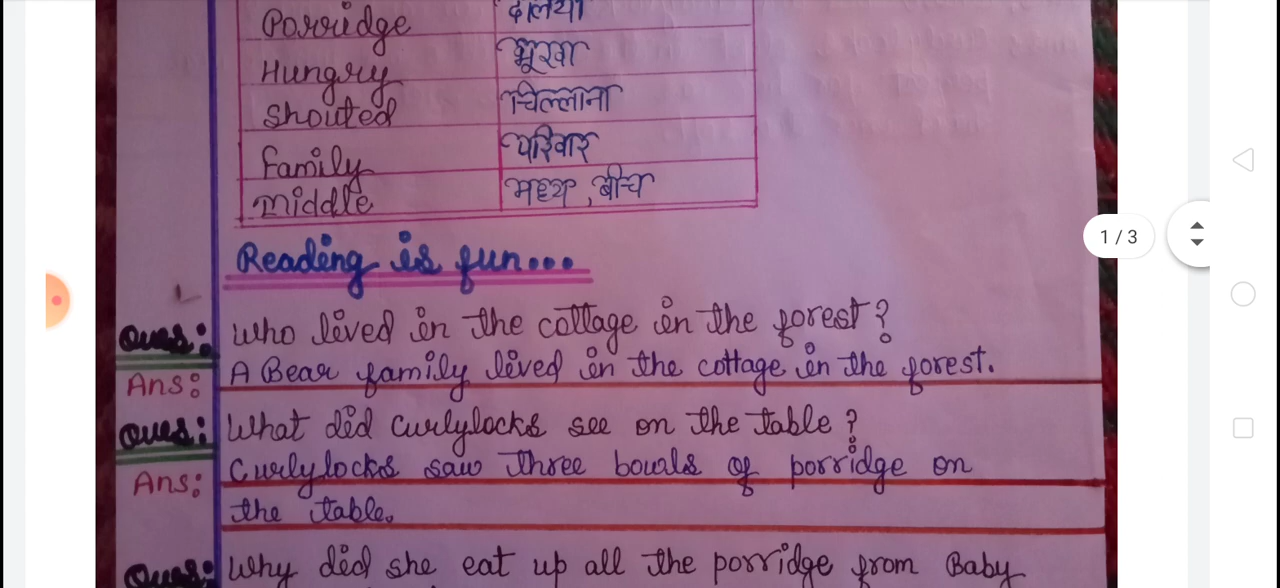 Porridge दलिया
Hungry भूखा
Shouted चिल्लाना
Family परिवार
Middle मध्य, बीच
Reading is fun...
1 / 3
Ques: Who lived in the cottage in the forest?
Ans: A Bear family lived in the cottage in the forest.
Ques: What did Curlylocks see on the table?
Ans: Curlylocks saw three bowls of porridge on
the table.
Ques: Why did she eat up all the porridge from Baby